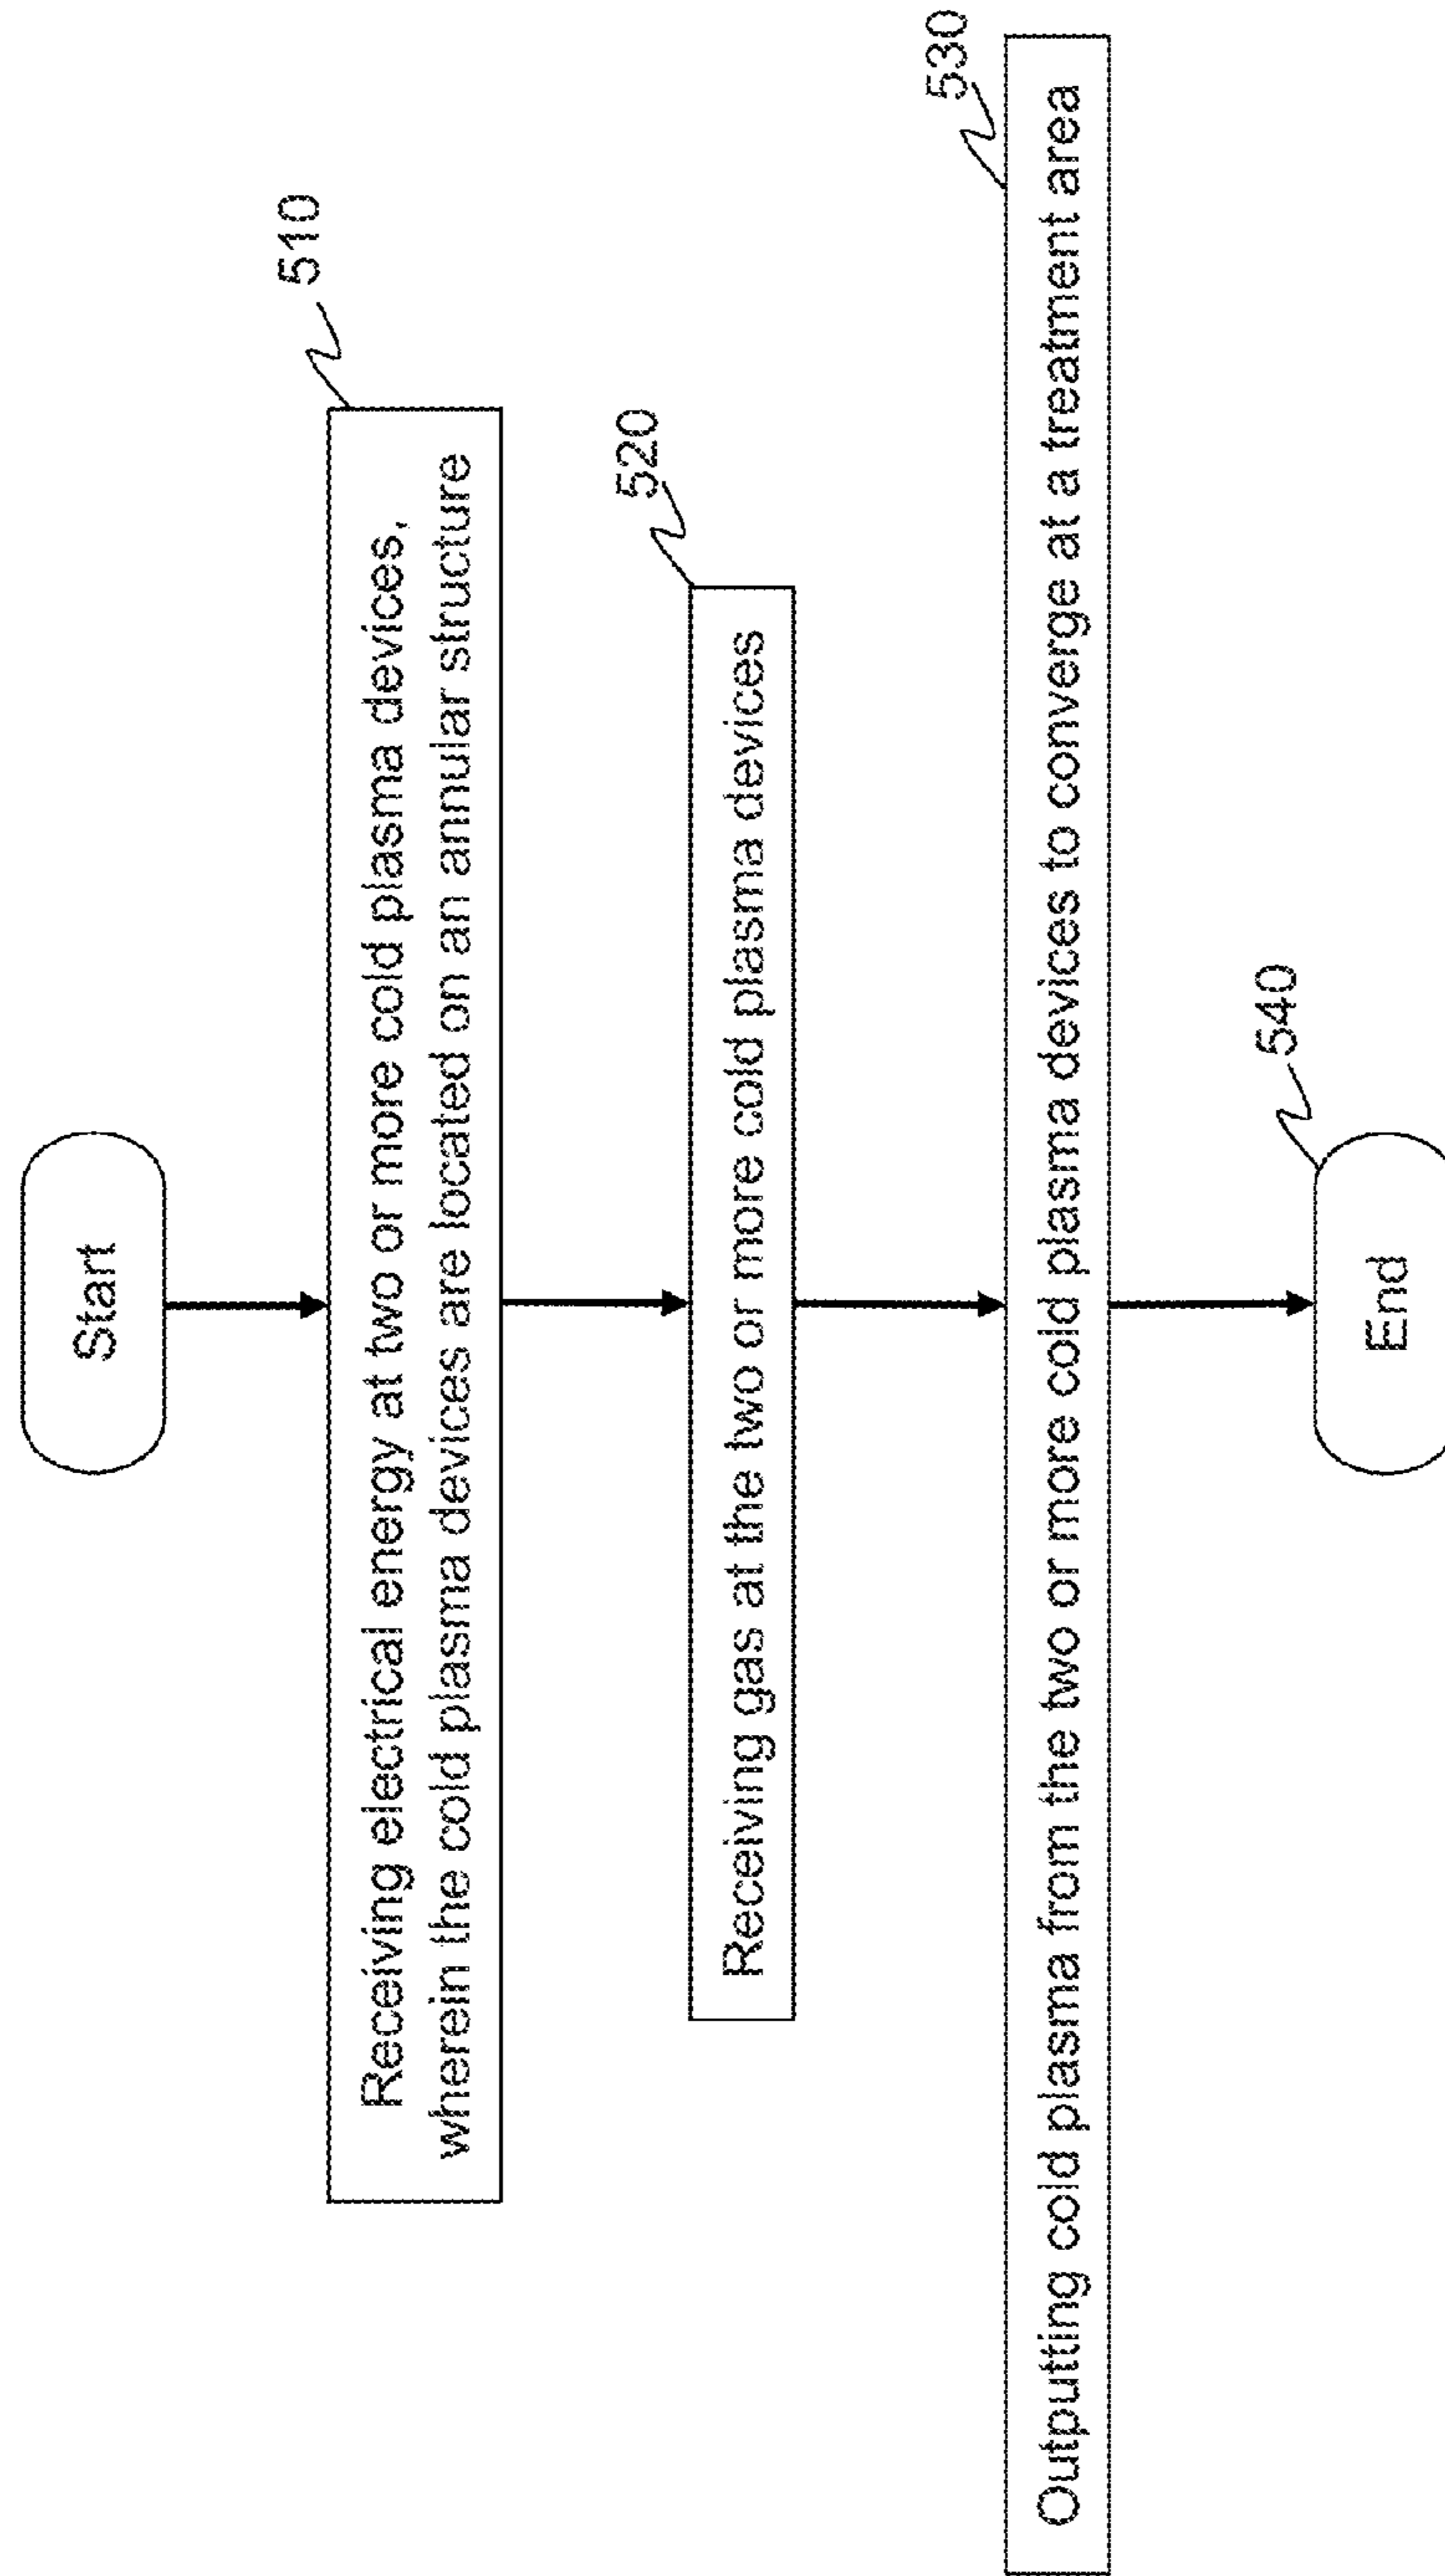 Start
510
Receiving electrical energy at two or more cold plasma devices,
wherein the cold plasma devices are located on an annular structure
520
Receiving gas at the two or more cold plasma devices
530
Outputting cold plasma from the two or more cold plasma devices to converge at a treatment area
540
End